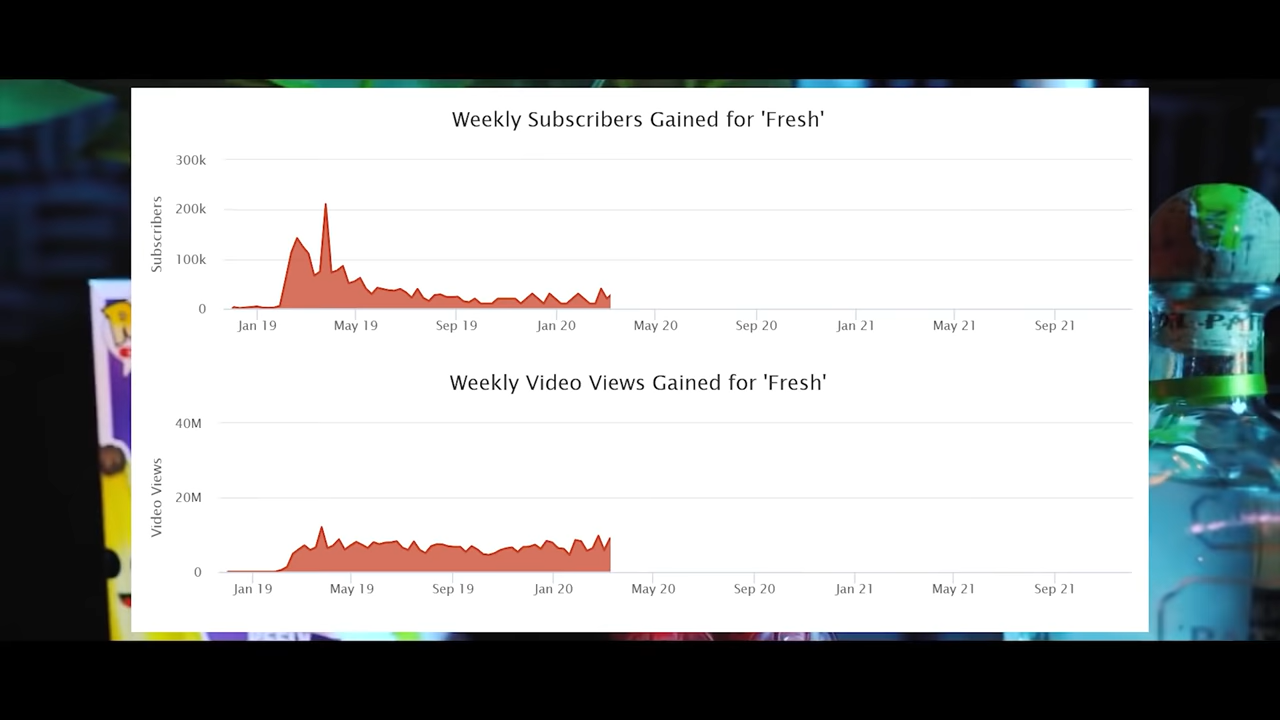 Weekly Subscribers Gained for 'Fresh'
300k
200k
100k
0
Subscribers
Jan 19 May 19 Sep 19 Jan 20 May 20 Sep 20 Jan 21 May 21 Sep 21
Weekly Video Views Gained for 'Fresh'
40M
20M
0
Video Views
Jan 19 May 19 Sep 19 Jan 20 May 20 Sep 20 Jan 21 May 21 Sep 21